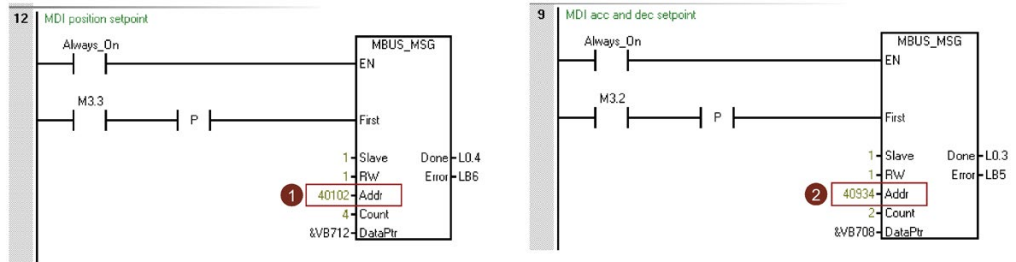 12 MDI position setpoint
Always_On
MBUS_MSG
EN
M3.3
P
First
1 Slave Done L0.4
1 RW Error LB6
1 40102 Addr
4 Count
&VB712 DataPtr
9 MDI acc and dec setpoint
Always_On
MBUS_MSG
EN
M3.2
P
First
1 Slave Done L0.3
1 RW Error LB5
2 40934 Addr
2 Count
&VB708 DataPtr